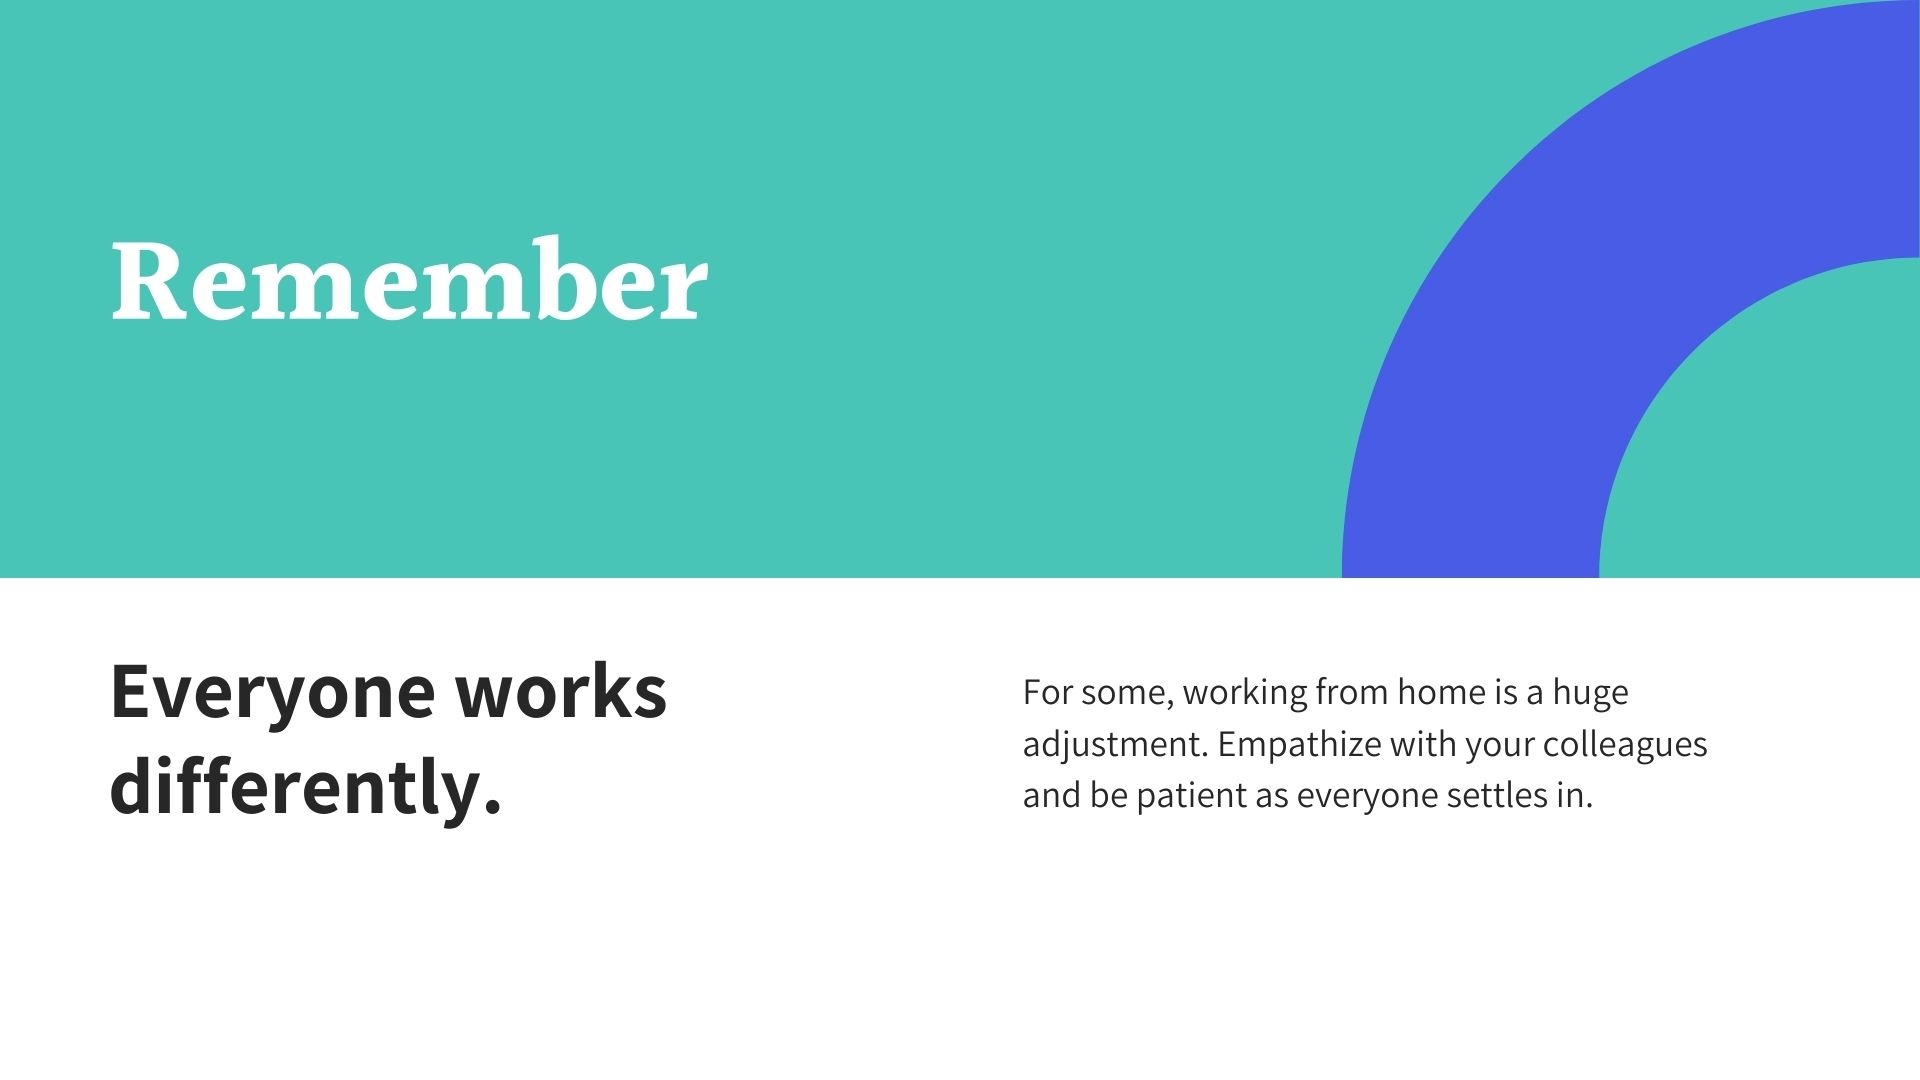 Remember
Everyone works
differently.
For some, working from home is a huge
adjustment. Empathize with your colleagues
and be patient as everyone settles in.